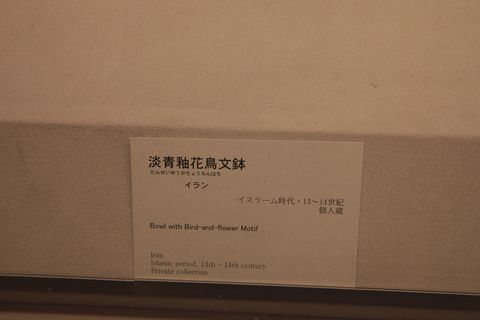 淡青釉花鳥文鉢
たんせいゆうかちょうもんはち
イラン
イスラーム時代・13～14世紀
個人蔵
Bowl with Bird-and-flower Motif
Iran
Islamic period, 13th - 14th century
Private collection